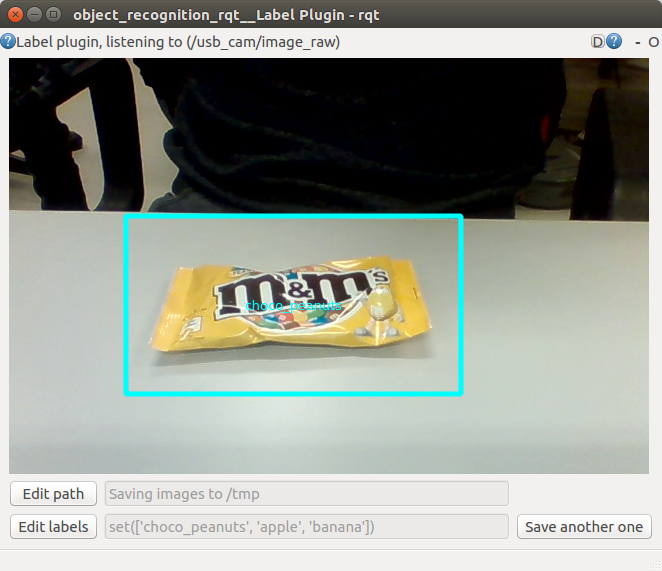 object_recognition_rqt__Label Plugin - rqt
Label plugin, listening to (/usb_cam/image_raw)
D
- O
m&m's
choco_peanuts
Edit path
Saving images to /tmp
Edit labels
set(['choco_peanuts', 'apple', 'banana'])
Save another one